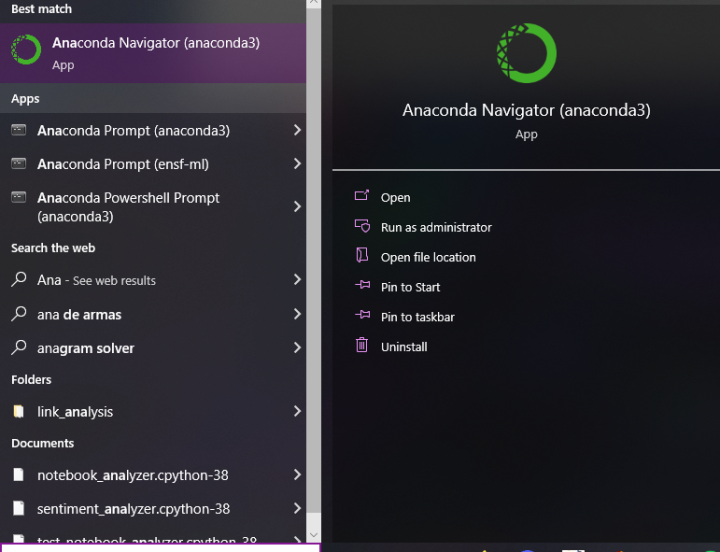 Best match
Anaconda Navigator (anaconda3)
App
Apps
Anaconda Prompt (anaconda3)
Anaconda Prompt (ensf-ml)
Anaconda Powershell Prompt
(anaconda3)
Search the web
Ana - See web results
ana de armas
anagram solver
Folders
link_analysis
Documents
notebook_analyzer.cpython-38
sentiment_analyzer.cpython-38
test_notebook_analyzer.cpython-38
Anaconda Navigator (anaconda3)
App
Open
Run as administrator
Open file location
Pin to Start
Pin to taskbar
Uninstall